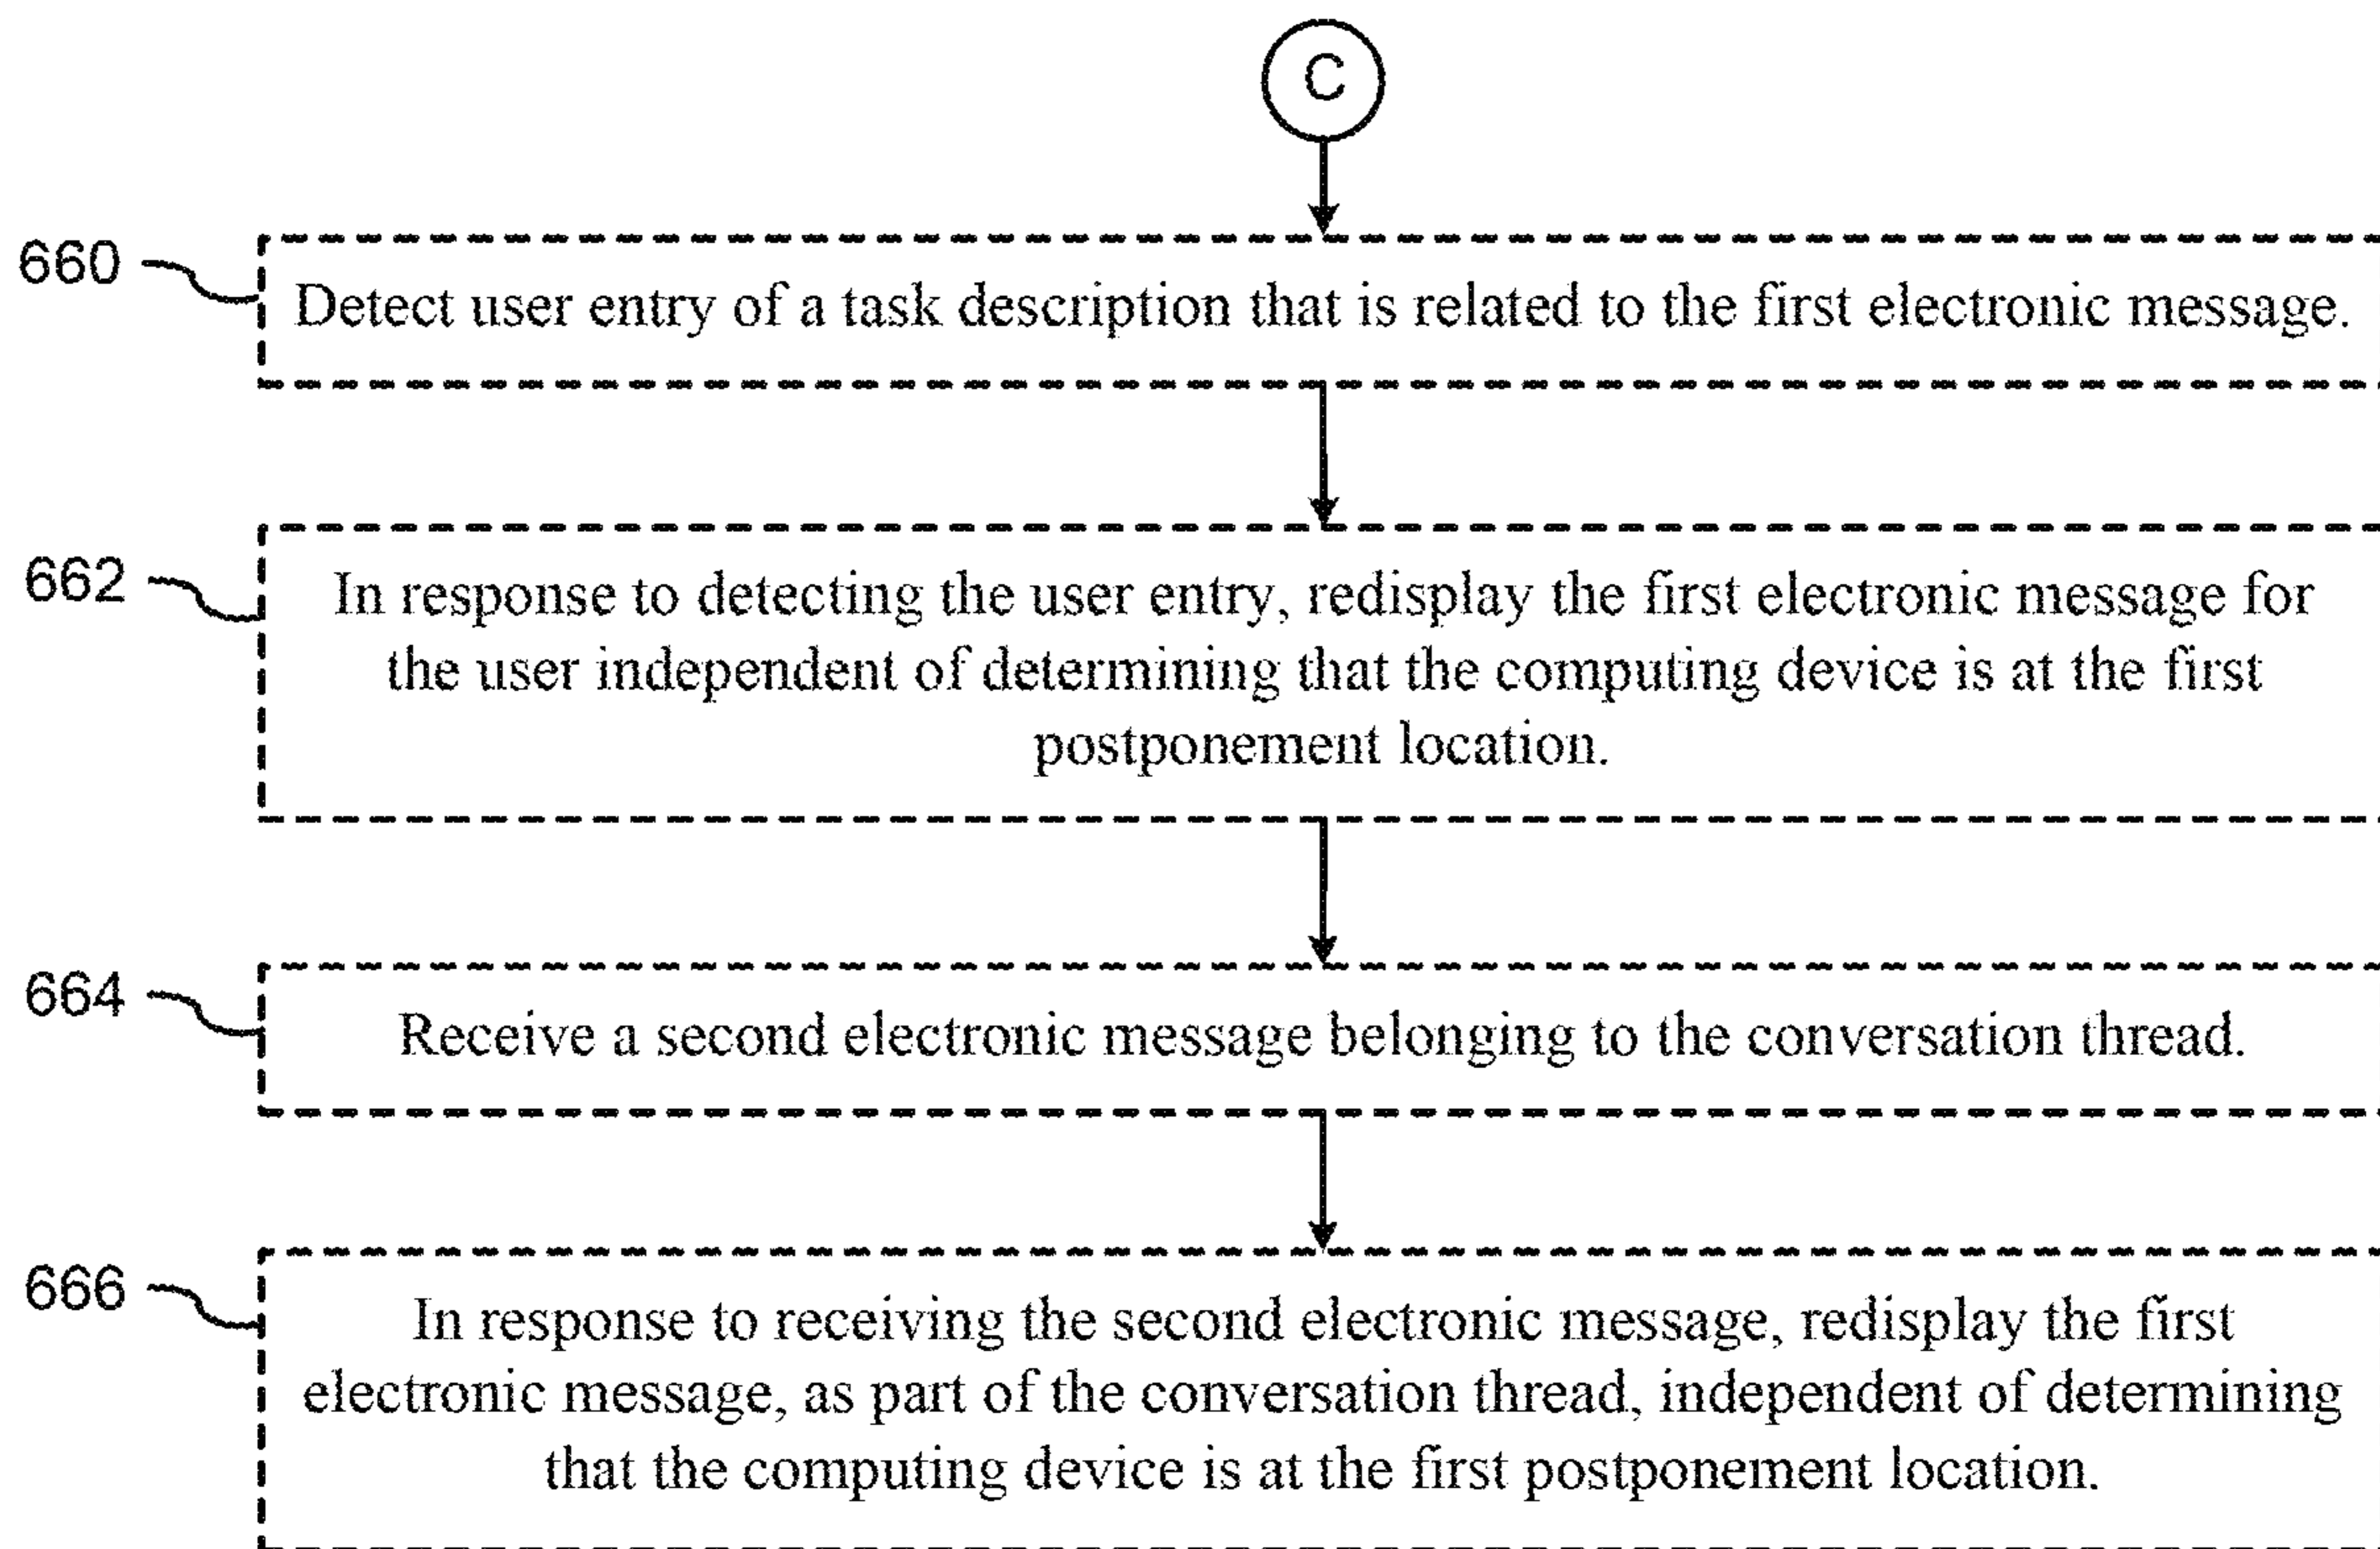 C
660
Detect user entry of a task description that is related to the first electronic message.
662
In response to detecting the user entry, redisplay the first electronic message for
the user independent of determining that the computing device is at the first
postponement location.
664
Receive a second electronic message belonging to the conversation thread.
666
In response to receiving the second electronic message, redisplay the first
electronic message, as part of the conversation thread, independent of determining
that the computing device is at the first postponement location.